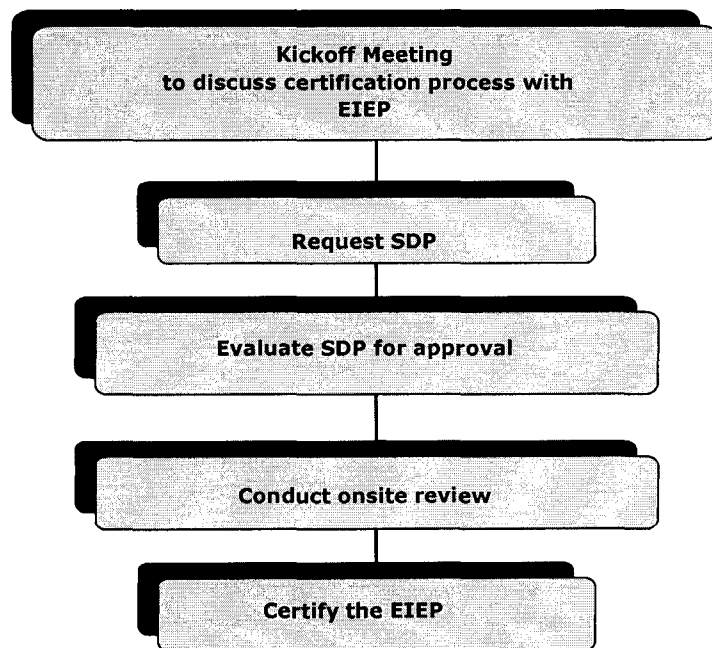 Kickoff Meeting
to discuss certification process with
EIEP
Request SDP
Evaluate SDP for approval
Conduct onsite review
Certify the EIEP